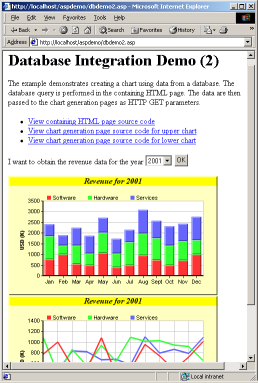 http://localhost/aspdemo/dbdemo2.asp - Microsoft Internet Explorer
File Edit View Favorites Tools Help
Back Search Favorites History
Address http://localhost/aspdemo/dbdemo2.asp
Database Integration Demo (2)
The example demonstrates creating a chart using data from a database. The
database query is performed in the containing HTML page. The data are then
passed to the chart generation pages as HTTP GET parameters.
View containing HTML page source code
View chart generation page source code for upper chart
View chart generation page source code for lower chart
I want to obtain the revenue data for the year 2001 OK
Revenue for 2001
Software Hardware Services
3500
3000
2500
2000
1500
1000
500
0
USD (K)
Jan Feb Mar Apr May Jun Jul Aug Sep Oct Nov Dec
Revenue for 2001
Software Hardware Services
1400
1200
1000
800
600
USD (K)
Local intranet